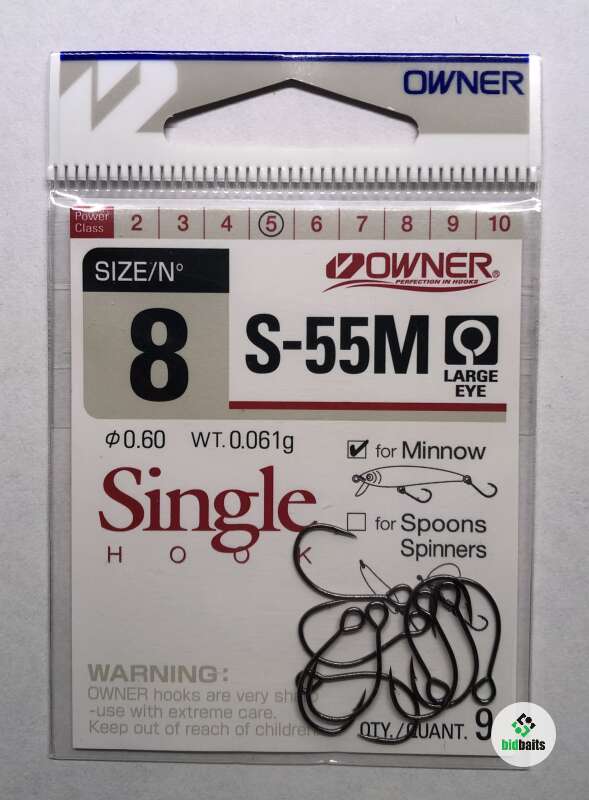 OWNER
Power Class 2 3 4 5 6 7 8 9 10
SIZE/N°
8
OWNER®
PERFECTION IN HOOKS
S-55M
LARGE
EYE
φ0.60 WT. 0.061g
for Minnow
Single
HOOK
for Spoons
Spinners
WARNING:
OWNER hooks are very sharp
-use with extreme care.
Keep out of reach of children
QTY./QUANT. 9
bidbaits